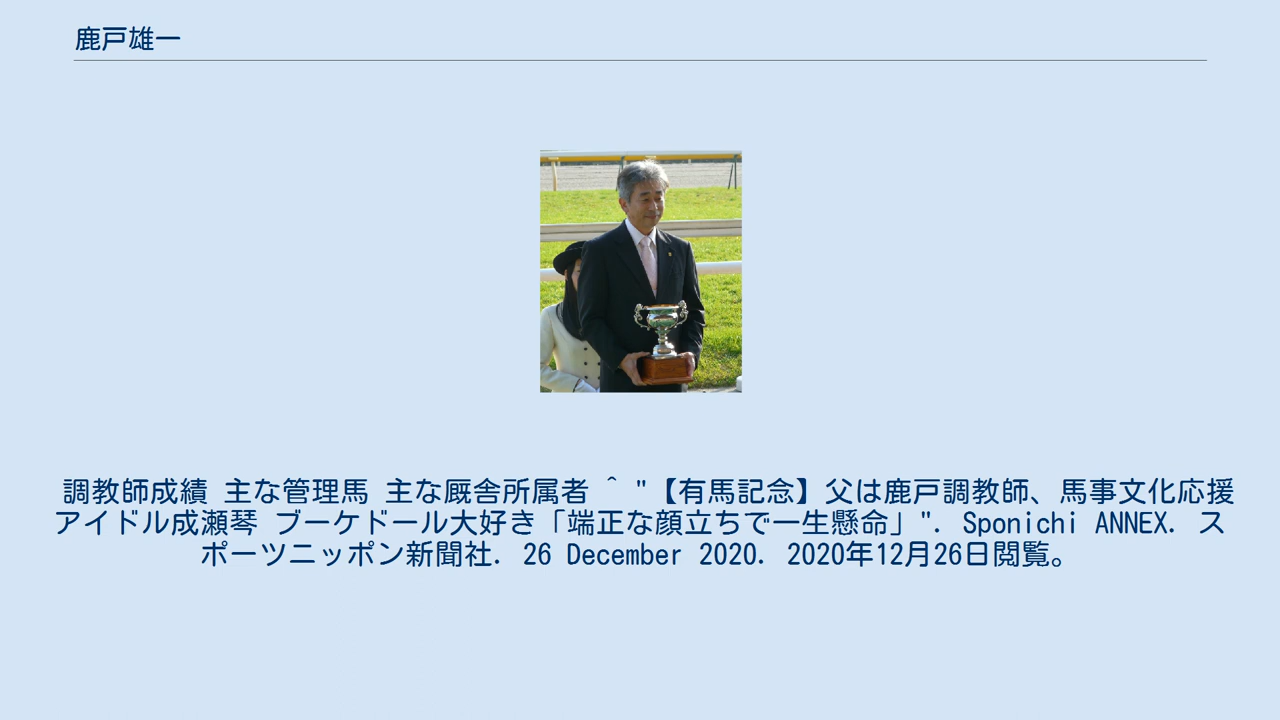 鹿戸雄一
調教師成績 主な管理馬 主な厩舎所属者 ^ "【有馬記念】父は鹿戸調教師、馬事文化応援
アイドル成瀬琴 ブーケドール大好き「端正な顔立ちで一生懸命」". Sponichi ANNEX. ス
ポーツニッポン新聞社. 26 December 2020. 2020年12月26日閲覧。